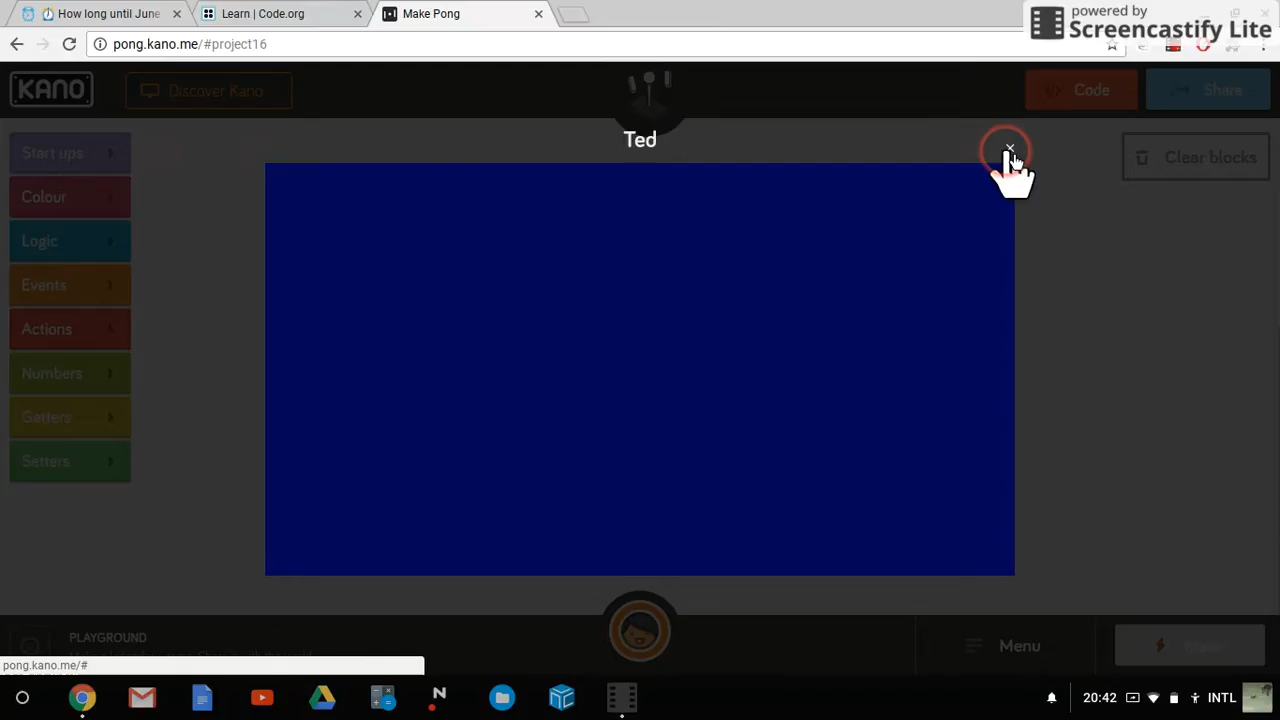 How long until June
Learn | Code.org
Make Pong
powered by
Screencastify Lite
pong.kano.me/#project16
KANO
Discover Kano
Code
Share
Ted
Start ups
Clear blocks
Colour
Logic
Events
Actions
Numbers
Getters
Setters
PLAYGROUND
Menu
pong.kano.me/#
20:42
INTL